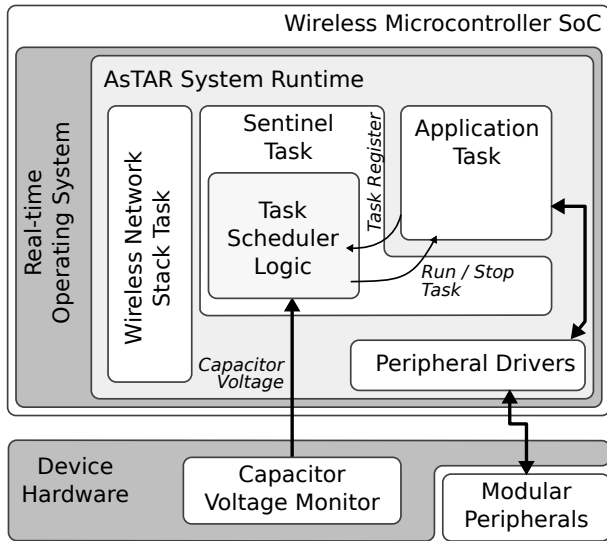 Wireless Microcontroller SoC
Real-time
Operating System
AsTAR System Runtime
Wireless Network
Stack Task
Sentinel
Task
Task
Scheduler
Logic
Task Register
Application
Task
Run / Stop
Task
Capacitor
Voltage
Peripheral Drivers
Device
Hardware
Capacitor
Voltage Monitor
Modular
Peripherals